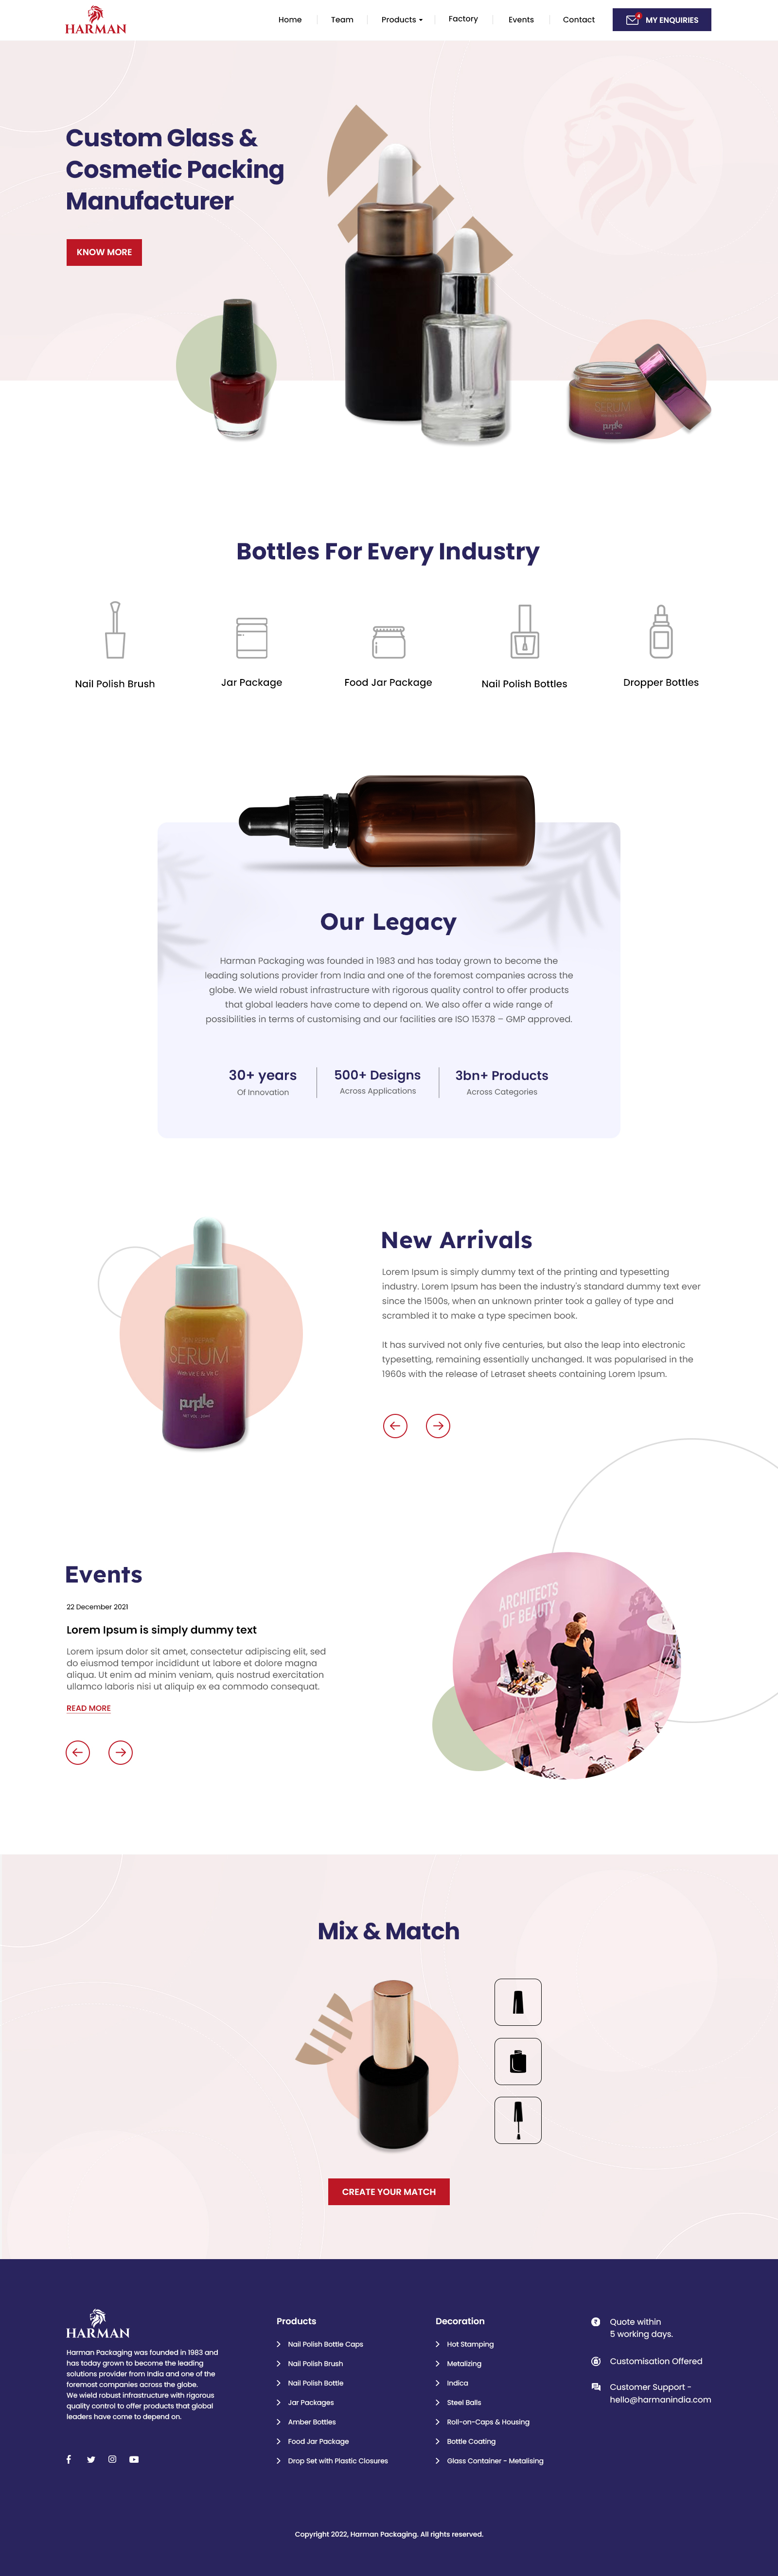 HARMAN
Home
Team
Products
Factory
Events
Contact
4
MY ENQUIRIES
Custom Glass &
Cosmetic Packing
Manufacturer
KNOW MORE
SERUM
purplle
Bottles For Every Industry
Nail Polish Brush
Jar Package
Food Jar Package
Nail Polish Bottles
Dropper Bottles
Our Legacy
Harman Packaging was founded in 1983 and has today grown to become the
leading solutions provider from India and one of the foremost companies across the
globe. We wield robust infrastructure with rigorous quality control to offer products
that global leaders have come to depend on. We also offer a wide range of
possibilities in terms of customising and our facilities are ISO 15378 – GMP approved.
30+ years
Of Innovation
500+ Designs
Across Applications
3bn+ Products
Across Categories
New Arrivals
Lorem Ipsum is simply dummy text of the printing and typesetting
industry. Lorem Ipsum has been the industry's standard dummy text ever
since the 1500s, when an unknown printer took a galley of type and
scrambled it to make a type specimen book.
It has survived not only five centuries, but also the leap into electronic
typesetting, remaining essentially unchanged. It was popularised in the
1960s with the release of Letraset sheets containing Lorem Ipsum.
SERUM
With Vit E & Vit C
purplle
Events
22 December 2021
Lorem Ipsum is simply dummy text
Lorem ipsum dolor sit amet, consectetur adipiscing elit, sed
do eiusmod tempor incididunt ut labore et dolore magna
aliqua. Ut enim ad minim veniam, quis nostrud exercitation
ullamco laboris nisi ut aliquip ex ea commodo consequat.
READ MORE
ARCHITECTS
OF BEAUTY
Mix & Match
CREATE YOUR MATCH
HARMAN
Harman Packaging was founded in 1983 and
has today grown to become the leading
solutions provider from India and one of the
foremost companies across the globe.
We wield robust infrastructure with rigorous
quality control to offer products that global
leaders have come to depend on.
Products
Nail Polish Bottle Caps
Nail Polish Brush
Nail Polish Bottle
Jar Packages
Amber Bottles
Food Jar Package
Drop Set with Plastic Closures
Decoration
Hot Stamping
Metalizing
Indica
Steel Balls
Roll-on-Caps & Housing
Bottle Coating
Glass Container - Metalising
Quote within
5 working days.
Customisation Offered
Customer Support -
hello@harmanindia.com
Copyright 2022, Harman Packaging. All rights reserved.